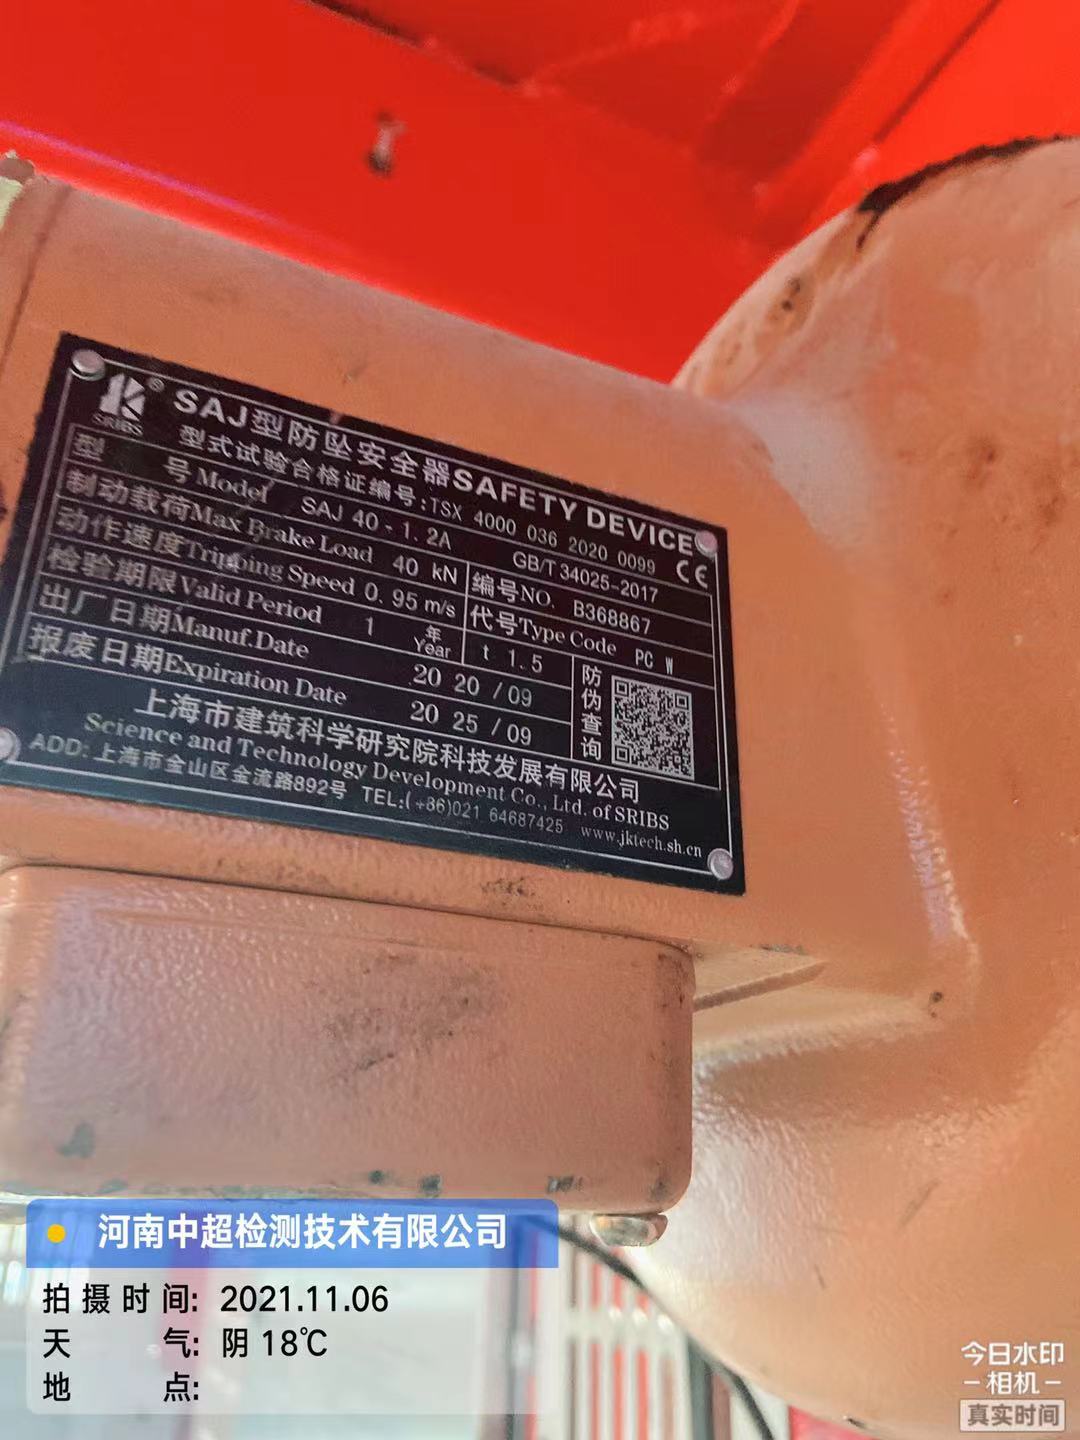 SRIBS
®
SAJ型防坠安全器SAFETY DEVICE
型式试验合格证编号:TSX 4000 036 2020 0099 CE
型 号Model SAJ 40-1.2A GB/T 34025-2017
制动载荷Max Brake Load 40 kN 编号NO. B368867
动作速度Tripping Speed 0.95 m/s 代号Type Code PC W
检验期限Valid Period 1 年 Year t 1.5
出厂日期Manuf.Date 20 20 / 09
报废日期Expiration Date 20 25 / 09
防伪查询
上海市建筑科学研究院科技发展有限公司
Science and Technology Development Co., Ltd. of SRIBS
ADD: 上海市金山区金流路892号 TEL:(+86)021 64687425 www.jktech.sh.cn
河南中超检测技术有限公司
拍摄时间: 2021.11.06
天 气: 阴 18℃
地 点:
今日水印
-相机-
真实时间